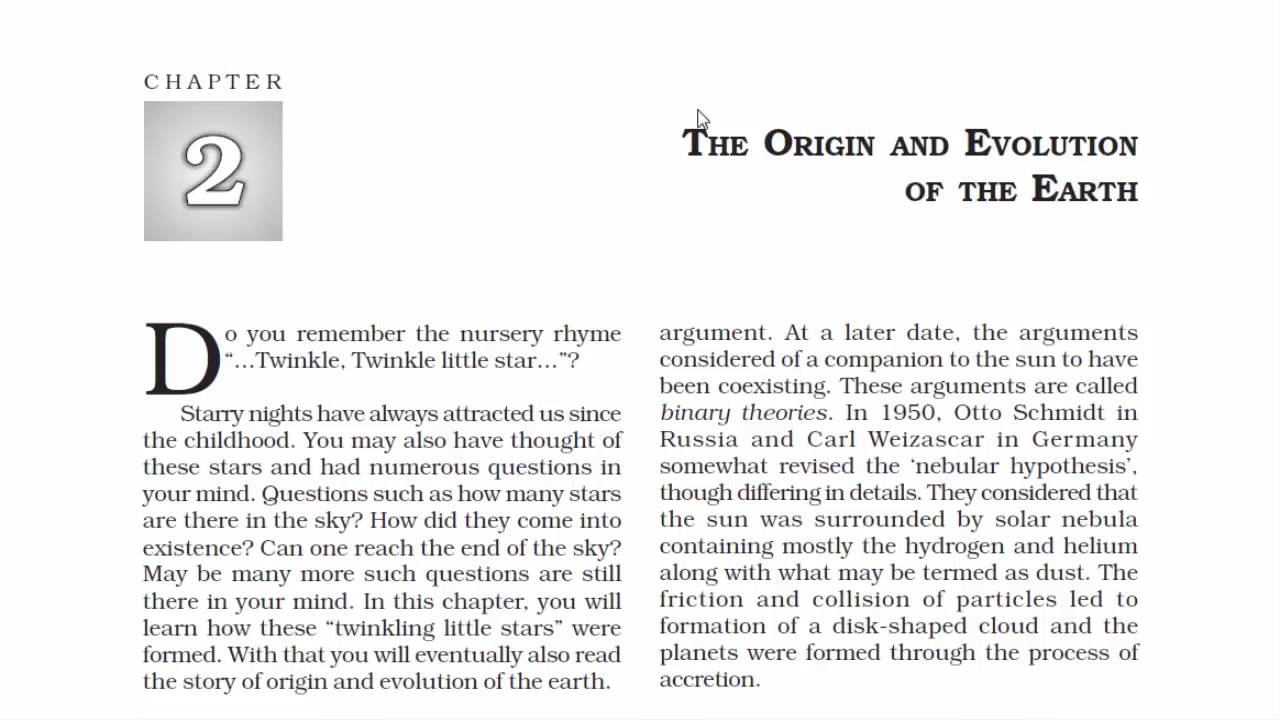 CHAPTER
2
THE ORIGIN AND EVOLUTION
OF THE EARTH
Do you remember the nursery rhyme
“...Twinkle, Twinkle little star...”?
Starry nights have always attracted us since
the childhood. You may also have thought of
these stars and had numerous questions in
your mind. Questions such as how many stars
are there in the sky? How did they come into
existence? Can one reach the end of the sky?
May be many more such questions are still
there in your mind. In this chapter, you will
learn how these “twinkling little stars” were
formed. With that you will eventually also read
the story of origin and evolution of the earth.
argument. At a later date, the arguments
considered of a companion to the sun to have
been coexisting. These arguments are called
binary theories. In 1950, Otto Schmidt in
Russia and Carl Weizascar in Germany
somewhat revised the ‘nebular hypothesis’,
though differing in details. They considered that
the sun was surrounded by solar nebula
containing mostly the hydrogen and helium
along with what may be termed as dust. The
friction and collision of particles led to
formation of a disk-shaped cloud and the
planets were formed through the process of
accretion.